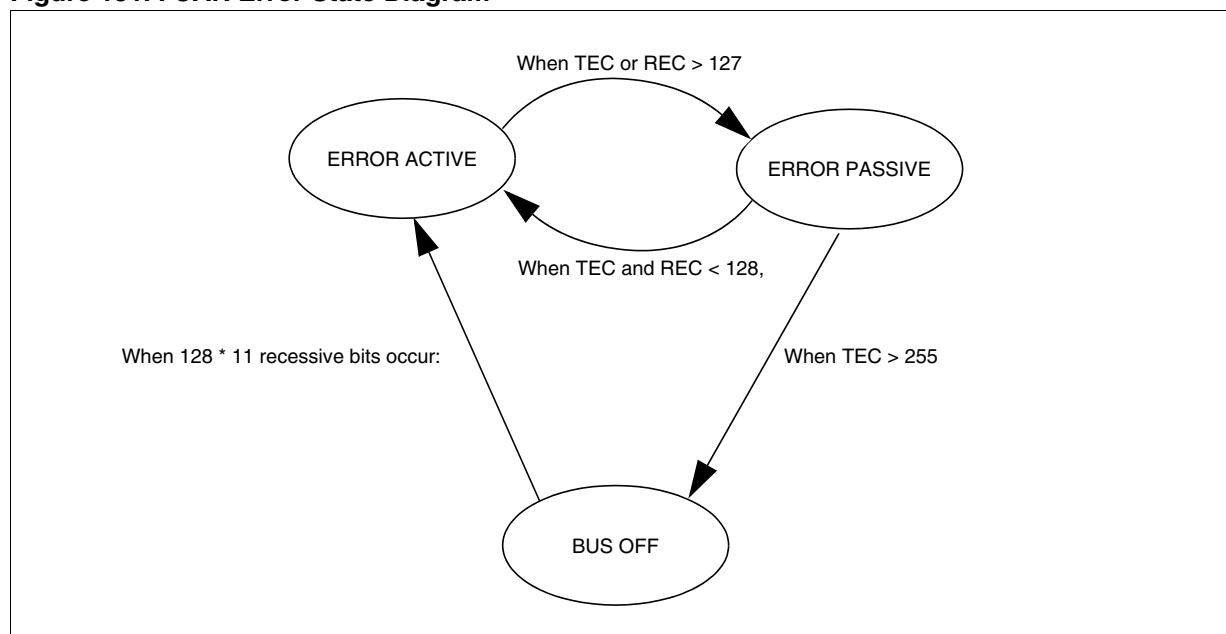 When TEC or REC > 127
ERROR ACTIVE
ERROR PASSIVE
When TEC and REC < 128,
When 128 * 11 recessive bits occur:
When TEC > 255
BUS OFF